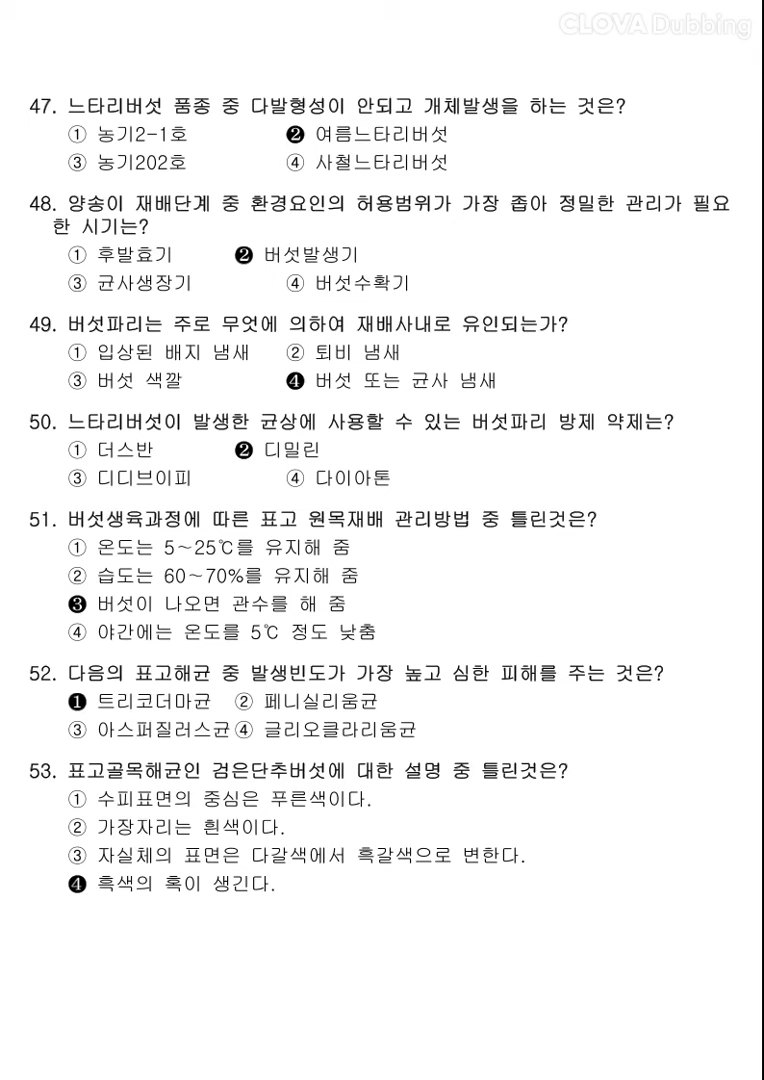 CLOVA Dubbing
47. 느타리버섯 품종 중 다발형성이 안되고 개체발생을 하는 것은?
① 농기2-1호 ❷ 여름느타리버섯
③ 농기202호 ④ 사철느타리버섯
48. 양송이 재배단계 중 환경요인의 허용범위가 가장 좁아 정밀한 관리가 필요
한 시기는?
① 후발효기 ❷ 버섯발생기
③ 균사생장기 ④ 버섯수확기
49. 버섯파리는 주로 무엇에 의하여 재배사내로 유인되는가?
① 입상된 배지 냄새 ② 퇴비 냄새
③ 버섯 색깔 ❹ 버섯 또는 균사 냄새
50. 느타리버섯이 발생한 균상에 사용할 수 있는 버섯파리 방제 약제는?
① 더스반 ❷ 디밀린
③ 디디브이피 ④ 다이아톤
51. 버섯생육과정에 따른 표고 원목재배 관리방법 중 틀린것은?
① 온도는 5~25℃를 유지해 줌
② 습도는 60~70%를 유지해 줌
❸ 버섯이 나오면 관수를 해 줌
④ 야간에는 온도를 5℃ 정도 낮춤
52. 다음의 표고해균 중 발생빈도가 가장 높고 심한 피해를 주는 것은?
❶ 트리코더마균 ② 페니실리움균
③ 아스퍼질러스균④ 글리오클라리움균
53. 표고골목해균인 검은단추버섯에 대한 설명 중 틀린것은?
① 수피표면의 중심은 푸른색이다.
② 가장자리는 흰색이다.
③ 자실체의 표면은 다갈색에서 흑갈색으로 변한다.
❹ 흑색의 혹이 생긴다.